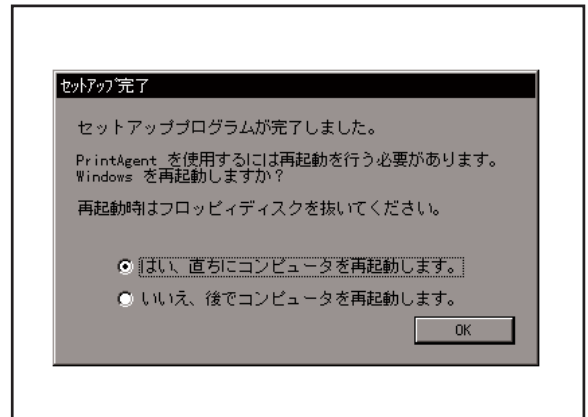 セットアップ完了
セットアッププログラムが完了しました。
PrintAgent を使用するには再起動を行う必要があります。
Windows を再起動しますか？
再起動時はフロッピィディスクを抜いてください。
はい、直ちにコンピュータを再起動します。
いいえ、後でコンピュータを再起動します。
OK